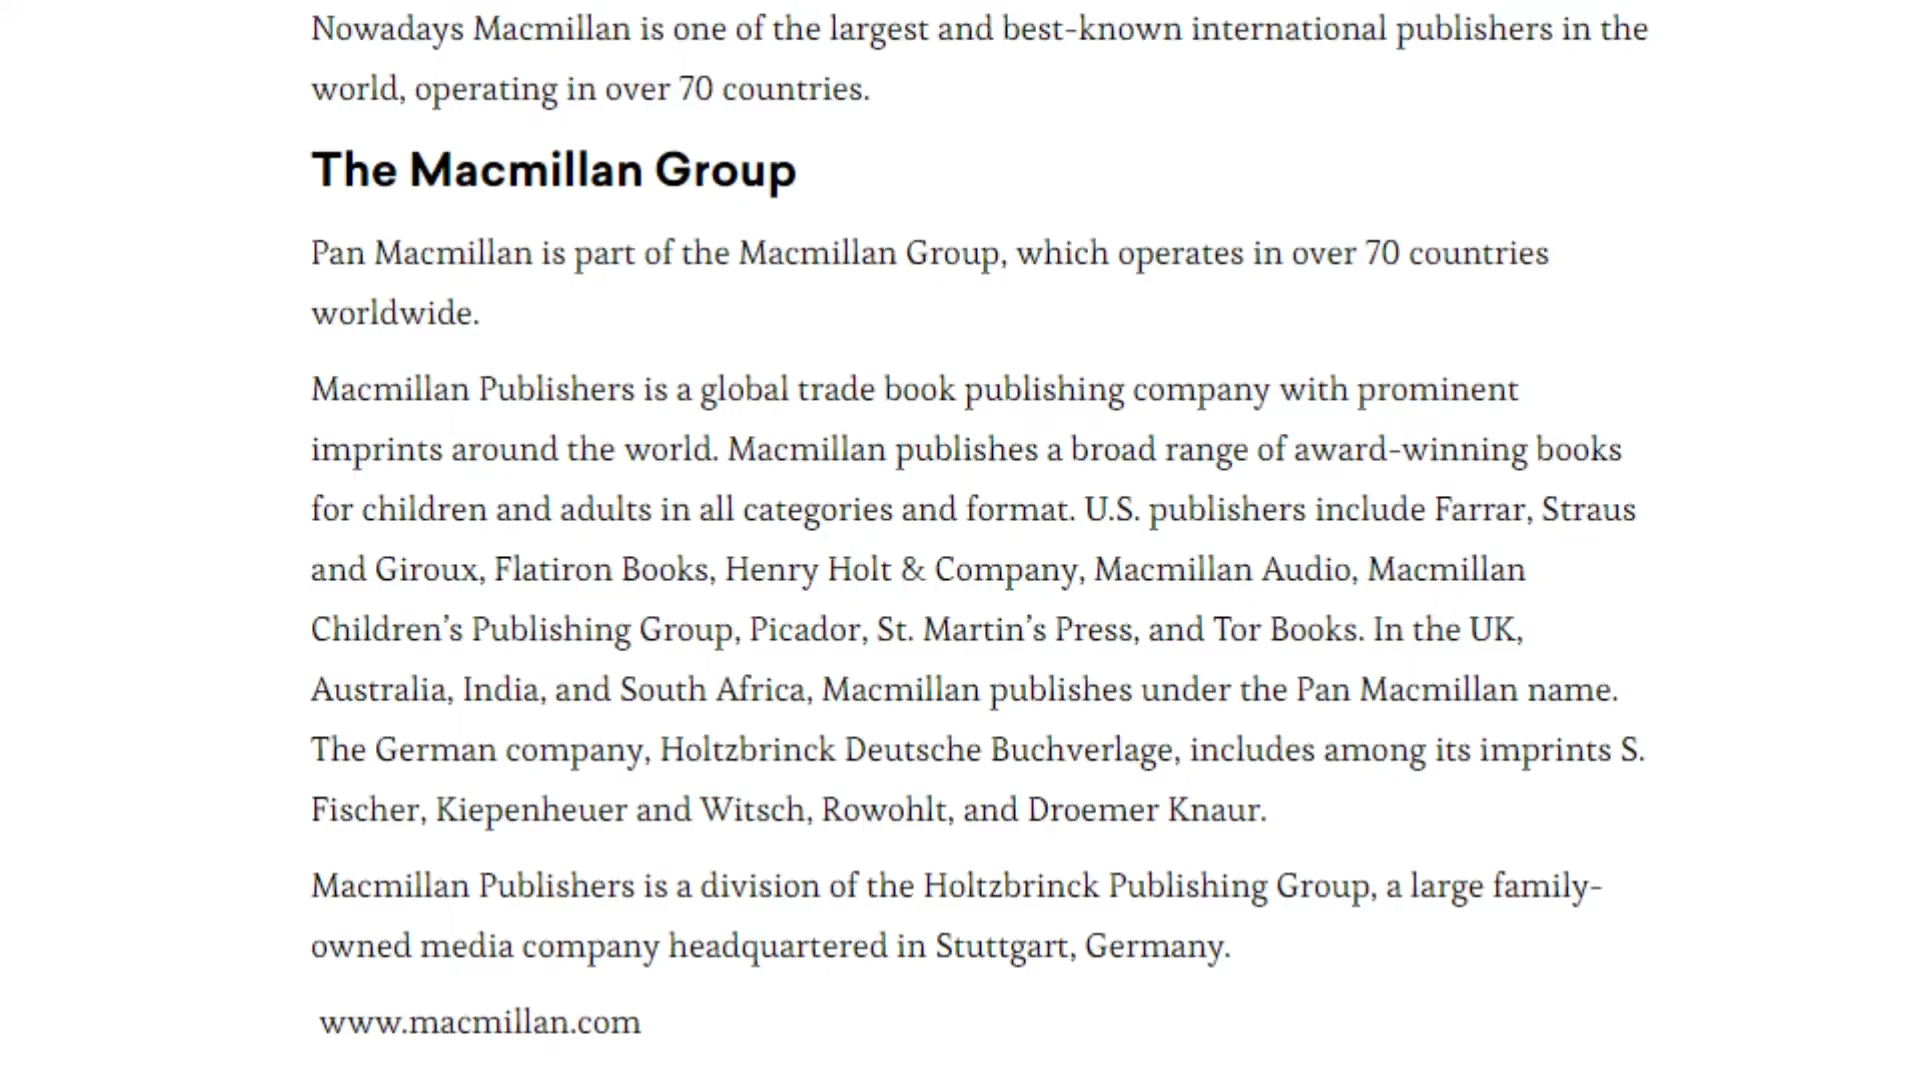 Nowadays Macmillan is one of the largest and best-known international publishers in the
world, operating in over 70 countries.
The Macmillan Group
Pan Macmillan is part of the Macmillan Group, which operates in over 70 countries
worldwide.
Macmillan Publishers is a global trade book publishing company with prominent
imprints around the world. Macmillan publishes a broad range of award-winning books
for children and adults in all categories and format. U.S. publishers include Farrar, Straus
and Giroux, Flatiron Books, Henry Holt & Company, Macmillan Audio, Macmillan
Children’s Publishing Group, Picador, St. Martin’s Press, and Tor Books. In the UK,
Australia, India, and South Africa, Macmillan publishes under the Pan Macmillan name.
The German company, Holtzbrinck Deutsche Buchverlage, includes among its imprints S.
Fischer, Kiepenheuer and Witsch, Rowohlt, and Droemer Knaur.
Macmillan Publishers is a division of the Holtzbrinck Publishing Group, a large family-
owned media company headquartered in Stuttgart, Germany.
www.macmillan.com